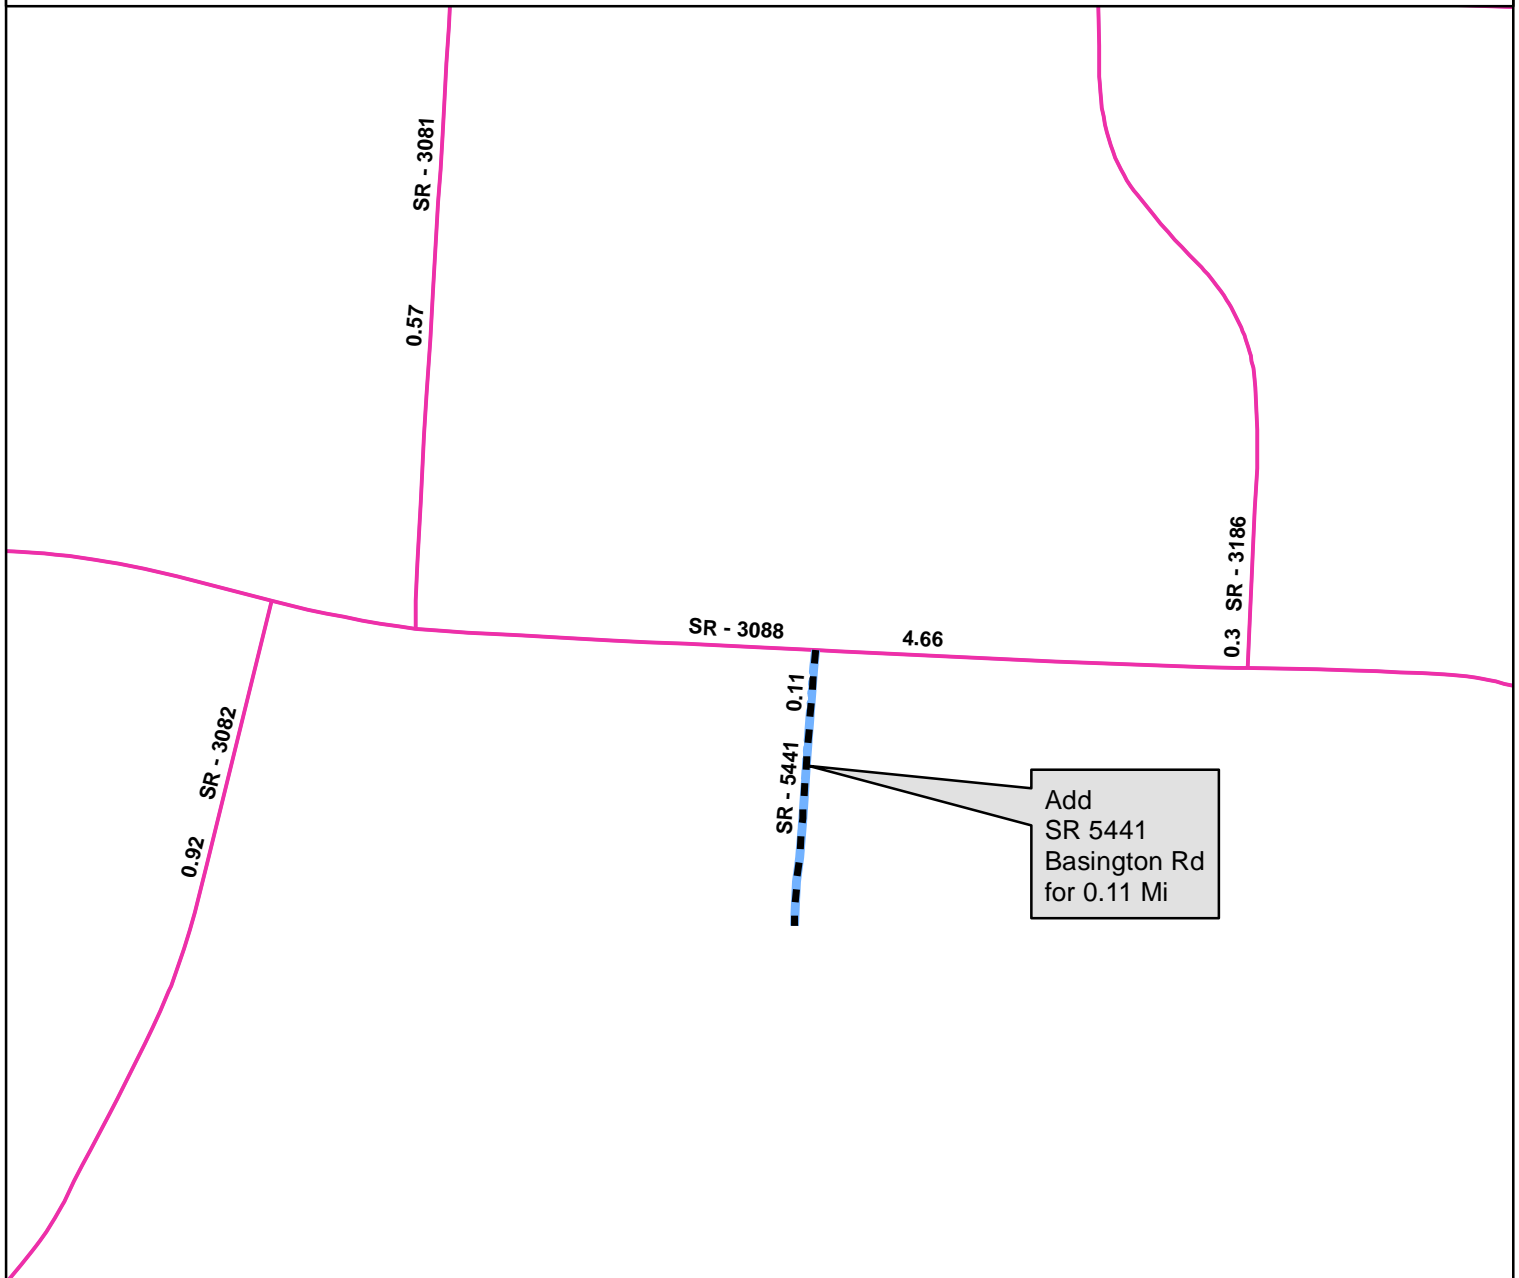 SR - 3081
0.57
SR - 3186
0.3
SR - 3088
4.66
0.11
SR - 5441
SR - 3082
0.92
Add
SR 5441
Basington Rd
for 0.11 Mi